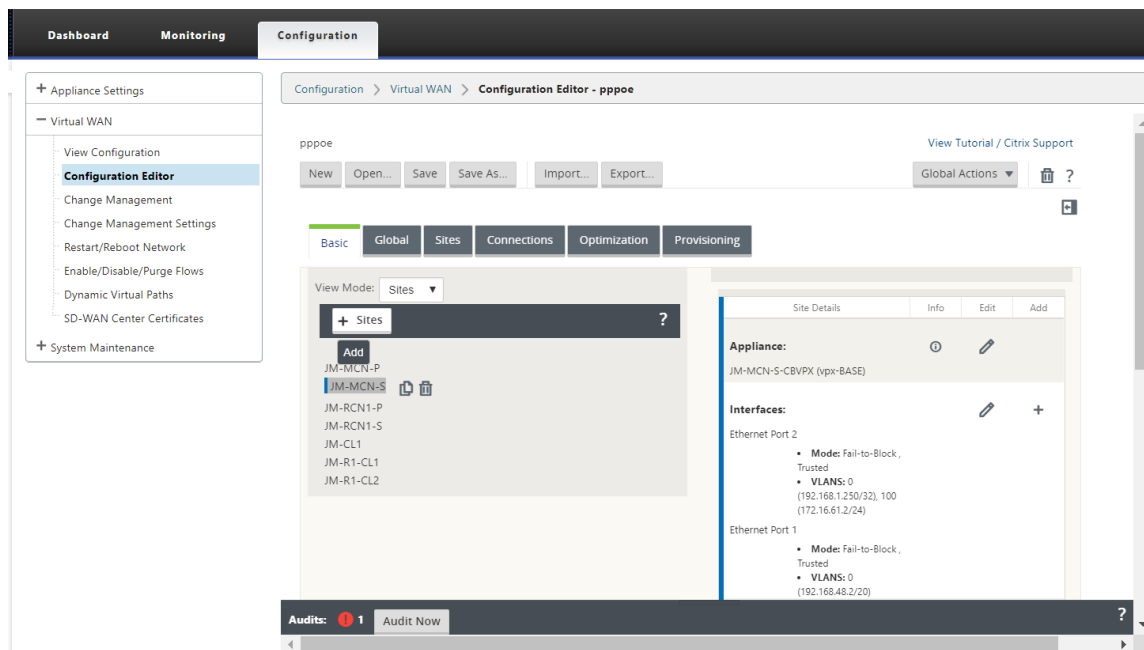 Dashboard Monitoring Configuration
+ Appliance Settings
− Virtual WAN
View Configuration
Configuration Editor
Change Management
Change Management Settings
Restart/Reboot Network
Enable/Disable/Purge Flows
Dynamic Virtual Paths
SD-WAN Center Certificates
+ System Maintenance
Configuration > Virtual WAN > Configuration Editor - pppoe
pppoe
View Tutorial / Citrix Support
New Open... Save Save As... Import... Export... Global Actions ▼ ?
Basic Global Sites Connections Optimization Provisioning
View Mode: Sites ▼
+ Sites ?
Add
JM-MCN-P
JM-MCN-S
JM-RCN1-P
JM-RCN1-S
JM-CL1
JM-R1-CL1
JM-R1-CL2
Site Details Info Edit Add
Appliance:
JM-MCN-S-CBVPX (vpx-BASE)
Interfaces: +
Ethernet Port 2
• Mode: Fail-to-Block ,
Trusted
• VLANS: 0
(192.168.1.250/32), 100
(172.16.61.2/24)
Ethernet Port 1
• Mode: Fail-to-Block ,
Trusted
• VLANS: 0
(192.168.48.2/20)
Audits: ! 1 Audit Now ?